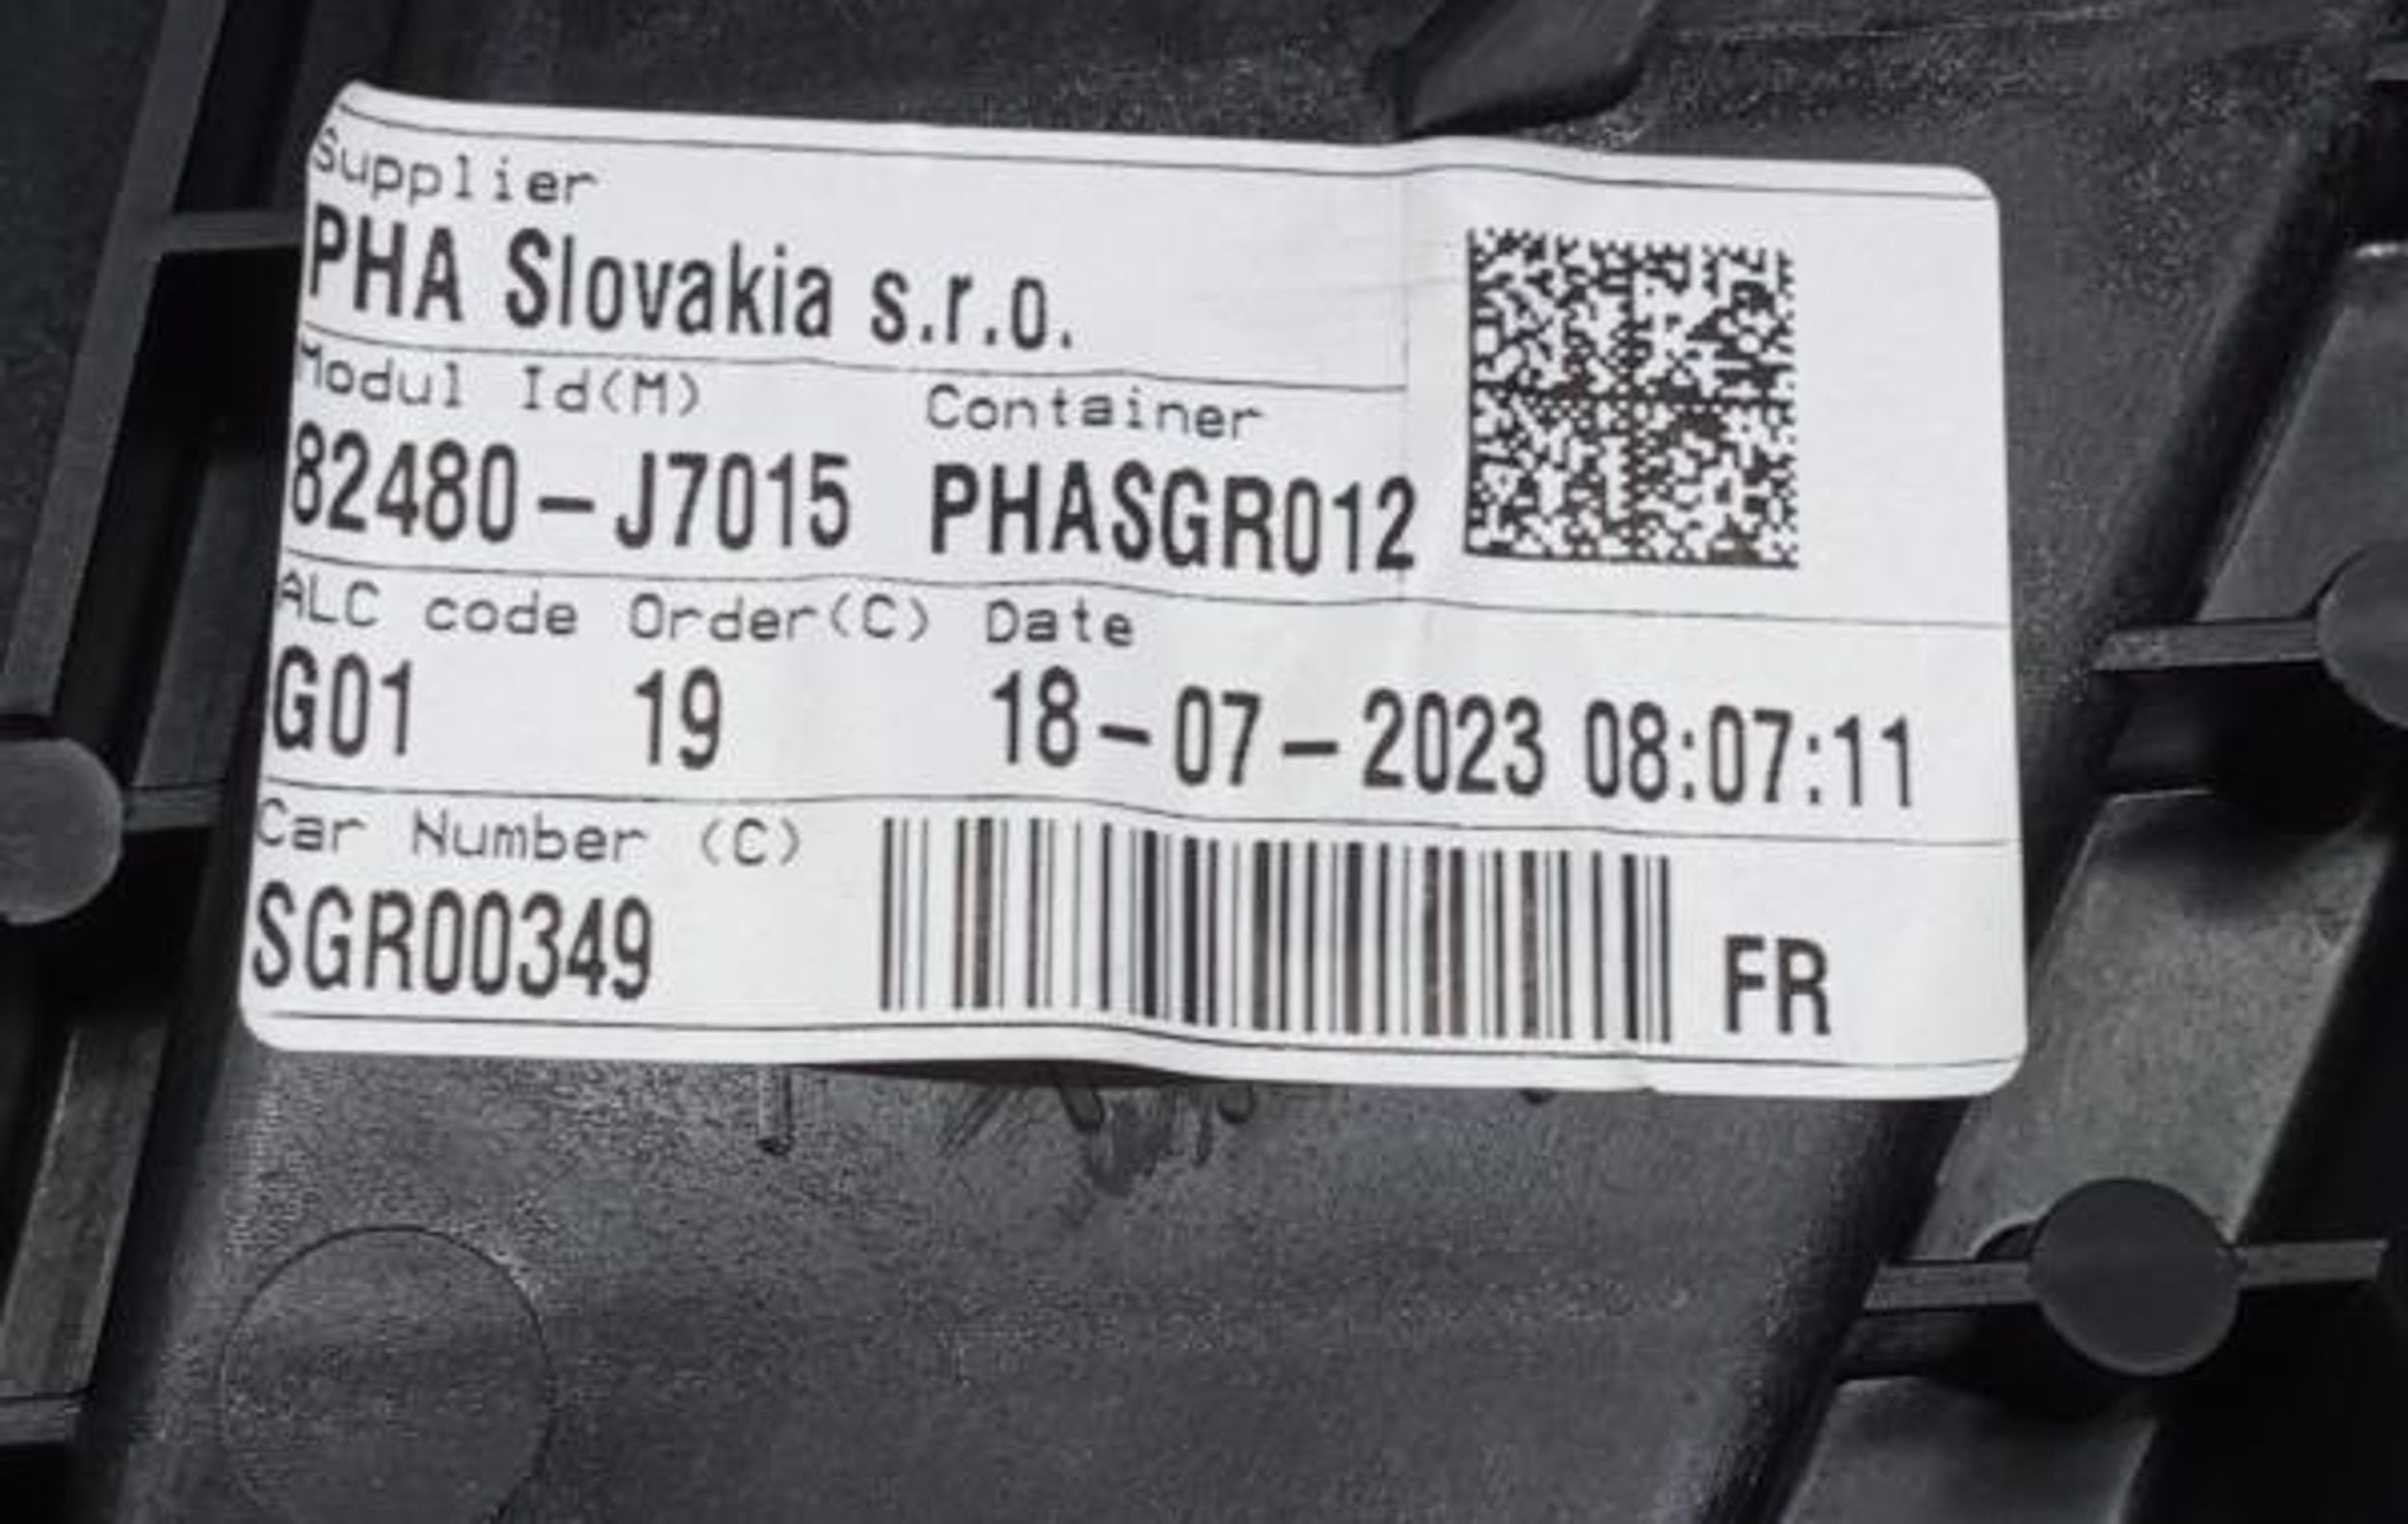 Supplier
PHA Slovakia s.r.o.
Modul Id(M) Container
82480-J7015 PHASGR012
ALC code Order(C) Date
G01 19 18-07-2023 08:07:11
Car Number (C)
SGR00349 FR